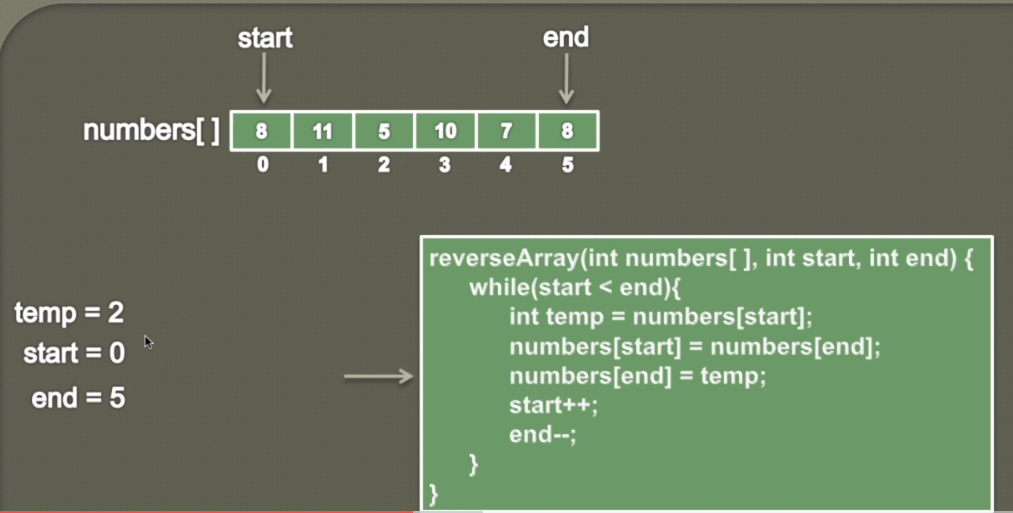 start end
numbers[ ] 8 11 5 10 7 8
0 1 2 3 4 5
reverseArray(int numbers[ ], int start, int end) {
while(start < end){
int temp = numbers[start];
numbers[start] = numbers[end];
numbers[end] = temp;
start++;
end--;
}
}
temp = 2
start = 0
end = 5